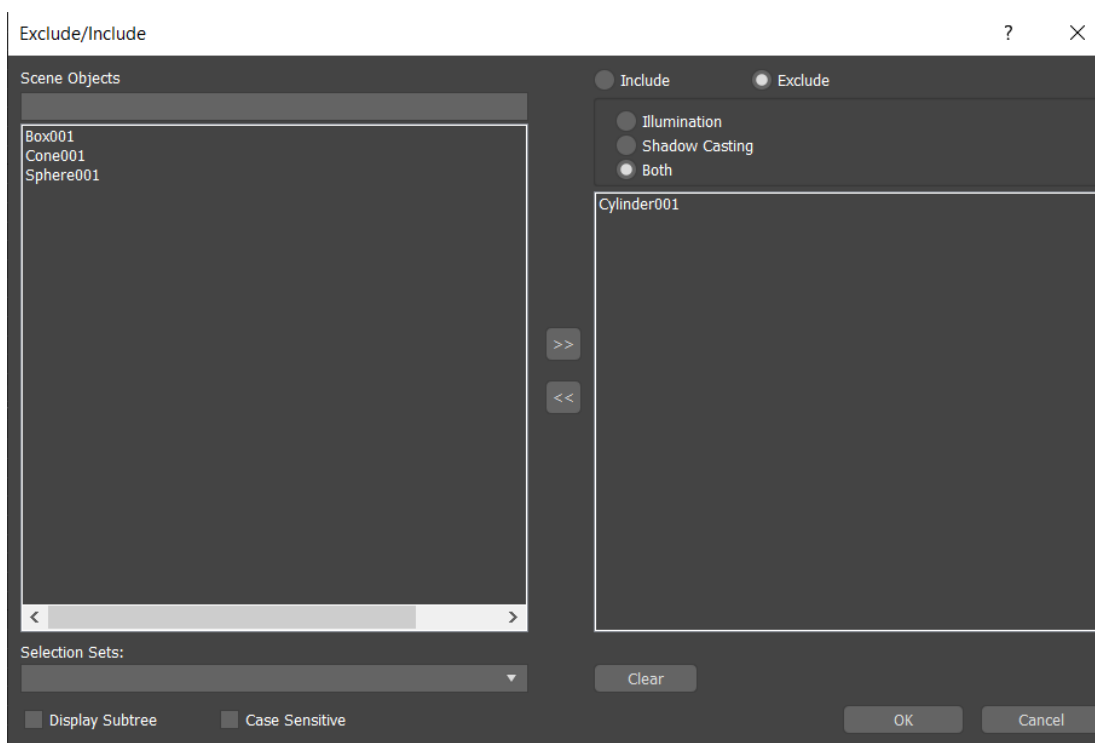 Exclude/Include ?
Scene Objects
Box001
Cone001
Sphere001
Selection Sets:
Display Subtree
Case Sensitive
>>
<<
Include
Exclude
Illumination
Shadow Casting
Both
Cylinder001
Clear
OK
Cancel